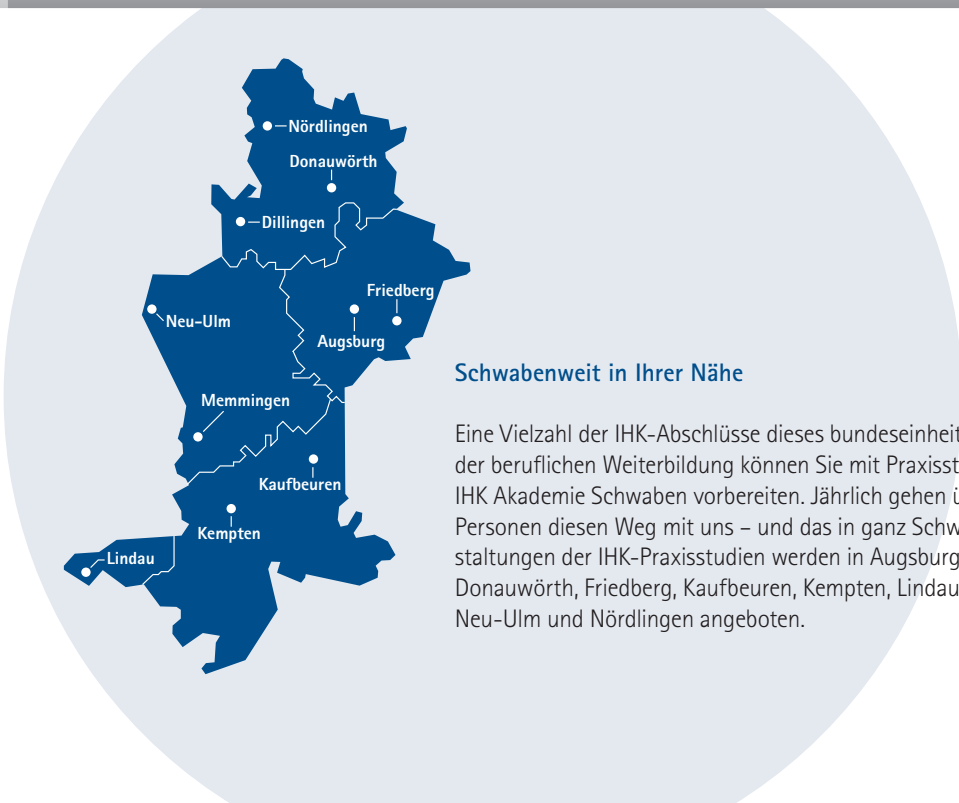 Nördlingen
Donauwörth
Dillingen
Friedberg
Neu-Ulm
Augsburg
Memmingen
Kaufbeuren
Kempten
Lindau
Schwabenweit in Ihrer Nähe
Eine Vielzahl der IHK-Abschlüsse dieses bundeseinheit
der beruflichen Weiterbildung können Sie mit Praxisst
IHK Akademie Schwaben vorbereiten. Jährlich gehen ü
Personen diesen Weg mit uns – und das in ganz Schw
staltungen der IHK-Praxisstudien werden in Augsburg
Donauwörth, Friedberg, Kaufbeuren, Kempten, Lindau
Neu-Ulm und Nördlingen angeboten.